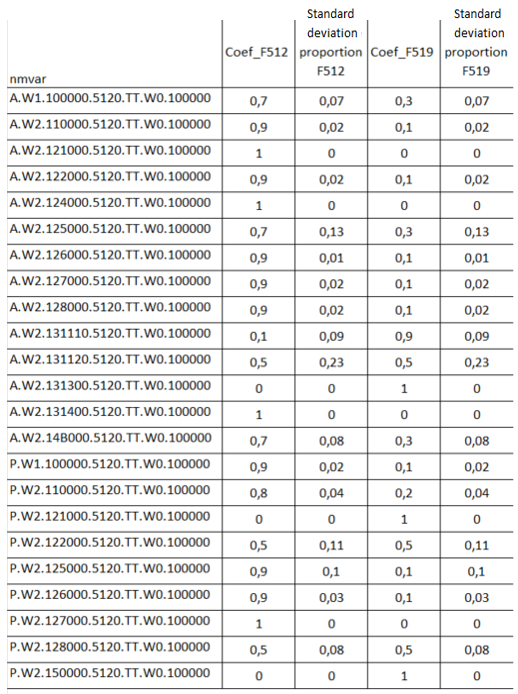 nmvar Coef_F512 Standard deviation proportion F512 Coef_F519 Standard deviation proportion F519
A.W1.100000.5120.TT.W0.100000 0,7 0,07 0,3 0,07
A.W2.110000.5120.TT.W0.100000 0,9 0,02 0,1 0,02
A.W2.121000.5120.TT.W0.100000 1 0 0 0
A.W2.122000.5120.TT.W0.100000 0,9 0,02 0,1 0,02
A.W2.124000.5120.TT.W0.100000 1 0 0 0
A.W2.125000.5120.TT.W0.100000 0,7 0,13 0,3 0,13
A.W2.126000.5120.TT.W0.100000 0,9 0,01 0,1 0,01
A.W2.127000.5120.TT.W0.100000 0,9 0,02 0,1 0,02
A.W2.128000.5120.TT.W0.100000 0,9 0,02 0,1 0,02
A.W2.131110.5120.TT.W0.100000 0,1 0,09 0,9 0,09
A.W2.131120.5120.TT.W0.100000 0,5 0,23 0,5 0,23
A.W2.131300.5120.TT.W0.100000 0 0 1 0
A.W2.131400.5120.TT.W0.100000 1 0 0 0
A.W2.14B000.5120.TT.W0.100000 0,7 0,08 0,3 0,08
P.W1.100000.5120.TT.W0.100000 0,9 0,02 0,1 0,02
P.W2.110000.5120.TT.W0.100000 0,8 0,04 0,2 0,04
P.W2.121000.5120.TT.W0.100000 0 0 1 0
P.W2.122000.5120.TT.W0.100000 0,5 0,11 0,5 0,11
P.W2.125000.5120.TT.W0.100000 0,9 0,1 0,1 0,1
P.W2.126000.5120.TT.W0.100000 0,9 0,03 0,1 0,03
P.W2.127000.5120.TT.W0.100000 1 0 0 0
P.W2.128000.5120.TT.W0.100000 0,5 0,08 0,5 0,08
P.W2.150000.5120.TT.W0.100000 0 0 1 0